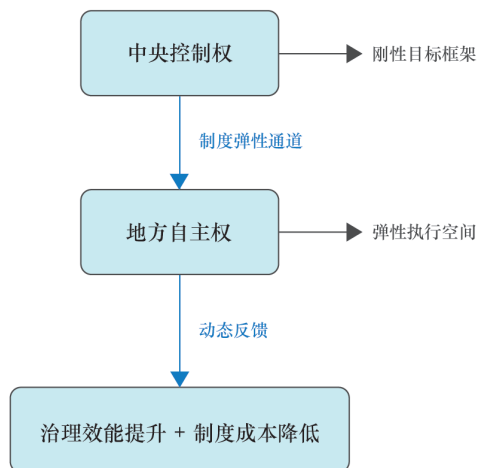 中央控制权
刚性目标框架
制度弹性通道
地方自主权
弹性执行空间
动态反馈
治理效能提升 + 制度成本降低